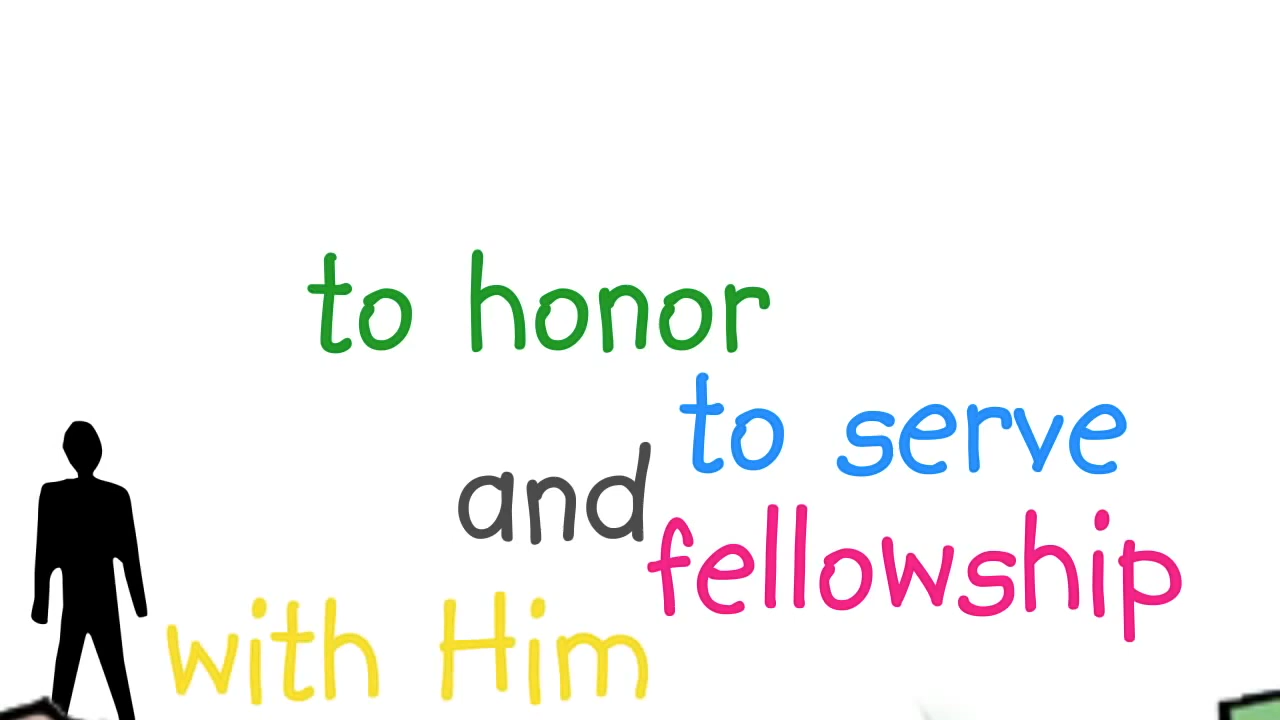 to honor
to serve
and
fellowship
with Him